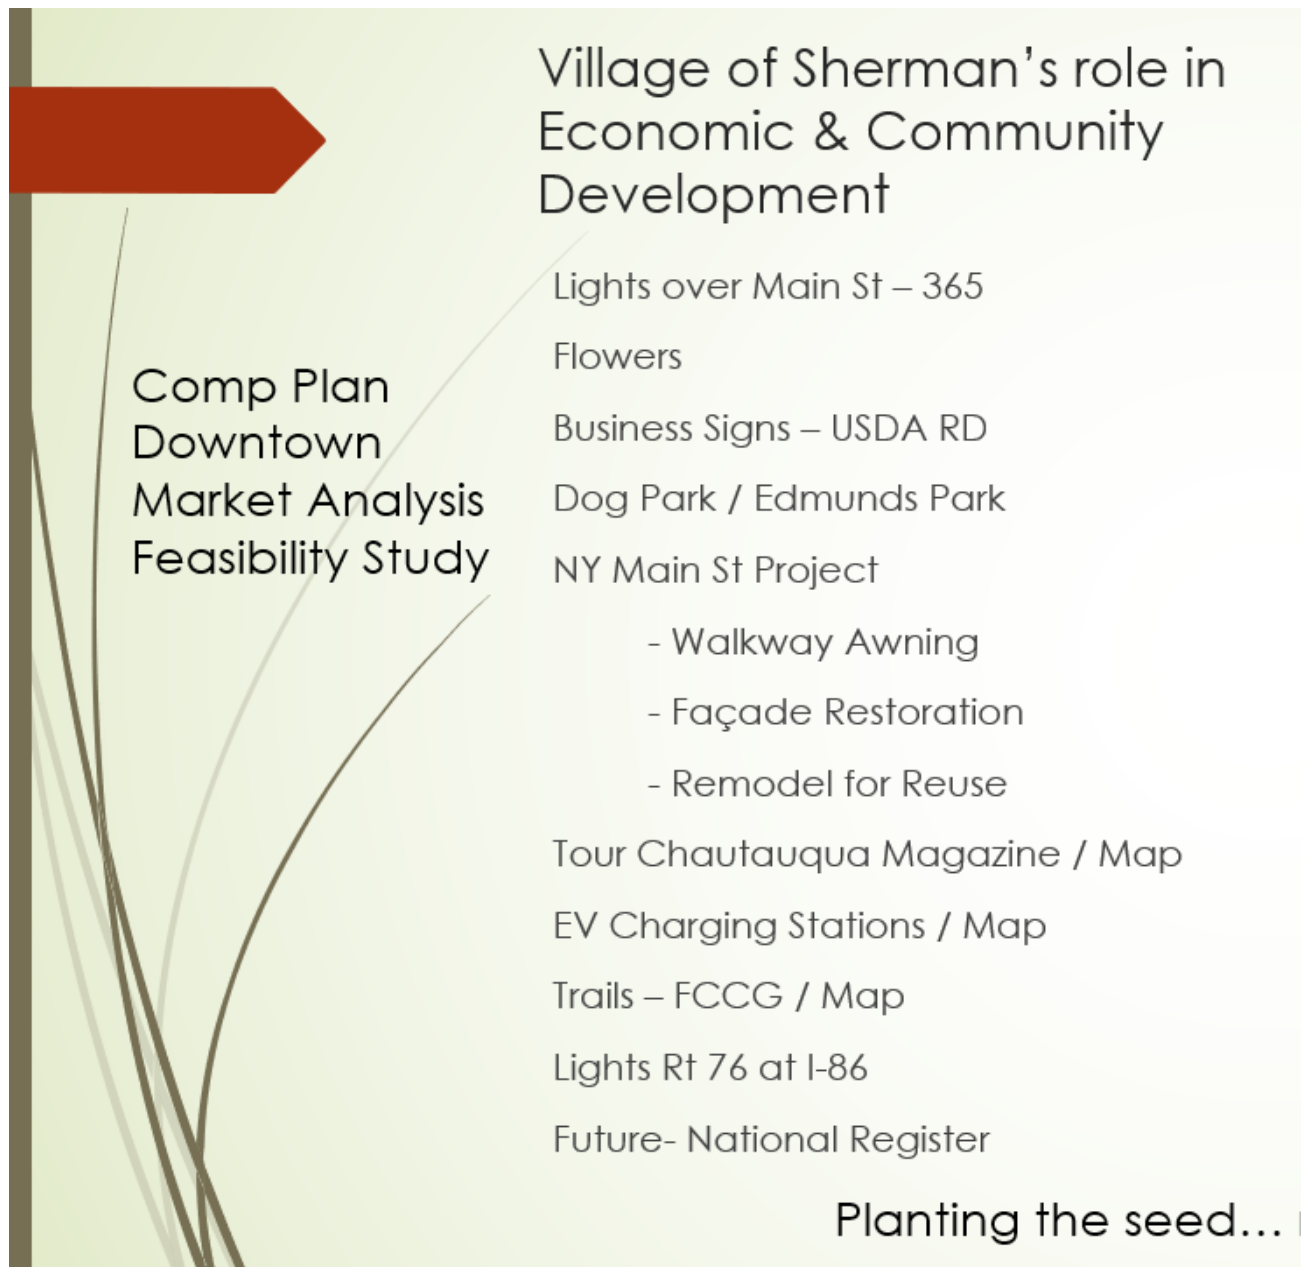 Village of Sherman’s role in
Economic & Community
Development
Comp Plan
Downtown
Market Analysis
Feasibility Study
Lights over Main St – 365
Flowers
Business Signs – USDA RD
Dog Park / Edmunds Park
NY Main St Project
- Walkway Awning
- Façade Restoration
- Remodel for Reuse
Tour Chautauqua Magazine / Map
EV Charging Stations / Map
Trails – FCCG / Map
Lights Rt 76 at I-86
Future- National Register
Planting the seed…